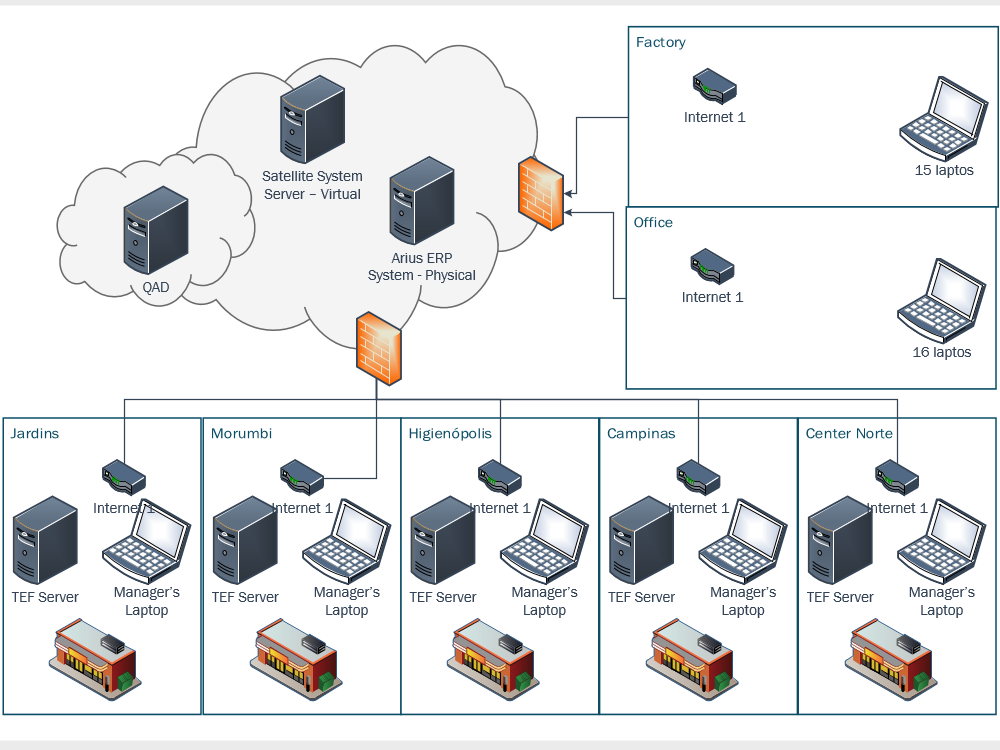 Factory
Internet 1
15 laptos
Satellite System
Server – Virtual
Office
Arius ERP
System - Physical
QAD
Internet 1
16 laptos
Jardins
Internet 1
TEF Server
Manager's
Laptop
Morumbi
Internet 1
TEF Server
Manager's
Laptop
Higienópolis
Internet 1
TEF Server
Manager's
Laptop
Campinas
Internet 1
TEF Server
Manager's
Laptop
Center Norte
Internet 1
TEF Server
Manager's
Laptop